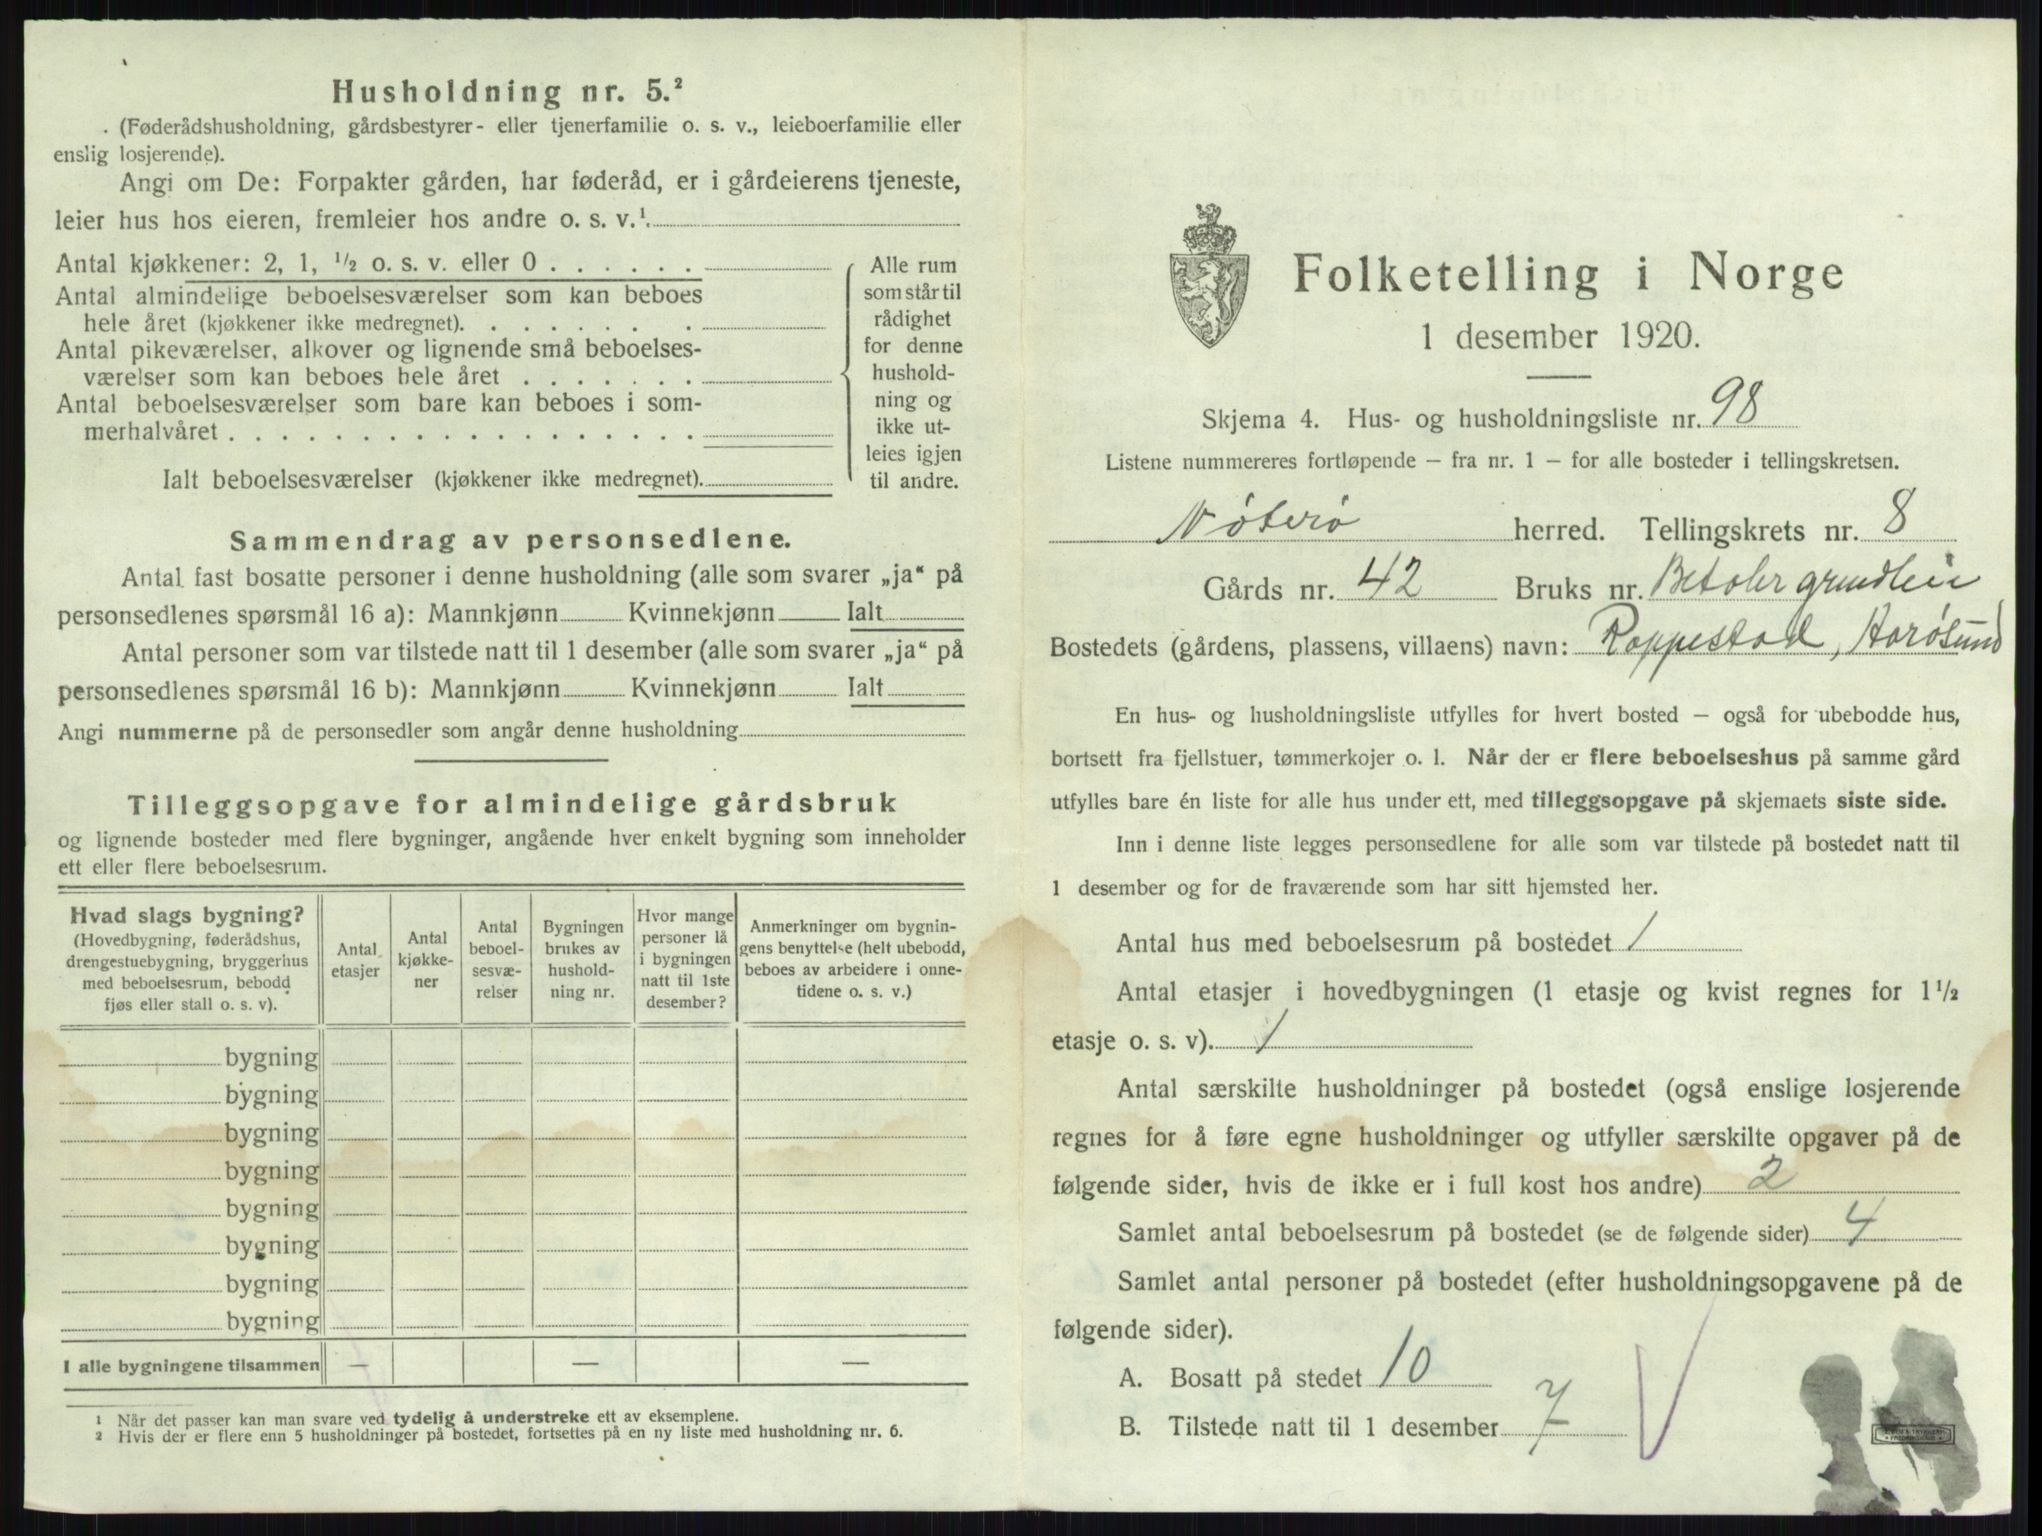 Husholdning nr. 5.²
. (Føderådshusholdning, gårdsbestyrer- eller tjenerfamilie o. s. v., leieboerfamilie eller
enslig losjerende).
Angi om De: Forpakter gården, har føderåd, er i gårdeierens tjeneste,
leier hus hos eieren, fremleier hos andre o. s. v.¹
Antal kjøkkener: 2, 1, ½ o. s. v. eller 0 . . . . . .
Antal almindelige beboelsesværelser som kan beboes
hele året (kjøkkener ikke medregnet). . . . . . . .
Antal pikeværelser, alkover og lignende små beboelses-
værelser som kan beboes hele året . . . . . . .
Antal beboelsesværelser som bare kan beboes i som-
merhalvåret . . . . . . . . . . . . . . . . . .
Ialt beboelsesværelser (kjøkkener ikke medregnet).
Alle rum
som står til
rådighet
for denne
hushold-
ning og
ikke ut-
leies igjen
til andre.
Sammendrag av personsedlene.
Antal fast bosatte personer i denne husholdning (alle som svarer „ja“ på
personsedlenes spørsmål 16 a): Mannkjønn Kvinnekjønn Ialt
Antal personer som var tilstede natt til 1 desember (alle som svarer „ja“ på
personsedlenes spørsmål 16 b): Mannkjønn Kvinnekjønn Ialt
Angi nummerne på de personsedler som angår denne husholdning
Tilleggsopgave for almindelige gårdsbruk
og lignende bosteder med flere bygninger, angående hver enkelt bygning som inneholder
ett eller flere beboelsesrum.
Hvad slags bygning?
(Hovedbygning, føderådshus,
drengestuebygning, bryggerhus
med beboelsesrum, bebodd
fjøs eller stall o. s. v).
Antal
etasjer
Antal
kjøkke-
ner
Antal
beboel-
sesvæ-
relser
Bygningen
brukes av
hushold-
ning nr.
Hvor mange
personer lå
i bygningen
natt til 1ste
desember?
Anmerkninger om bygnin-
gens benyttelse (helt ubebodd,
beboes av arbeidere i onne-
tidene o. s. v.)
bygning
bygning
bygning
bygning
bygning
bygning
bygning
bygning
I alle bygningene tilsammen — — —
¹ Når det passer kan man svare ved tydelig å understreke ett av eksemplene.
² Hvis der er flere enn 5 husholdninger på bostedet, fortsettes på en ny liste med husholdning nr. 6.
Folketelling i Norge
1 desember 1920.
Skjema 4. Hus- og husholdningsliste nr. 98
Listene nummereres fortløpende – fra nr. 1 – for alle bosteder i tellingskretsen.
Nøterø herred. Tellingskrets nr. 8
Gårds nr. 42 Bruks nr. Betaler grundleie
Bostedets (gårdens, plassens, villaens) navn: Roppestad, Aarøsund
En hus- og husholdningsliste utfylles for hvert bosted – også for ubebodde hus,
bortsett fra fjellstuer, tømmerkojer o. l. Når der er flere beboelseshus på samme gård
utfylles bare én liste for alle hus under ett, med tilleggsopgave på skjemaets siste side.
Inn i denne liste legges personsedlene for alle som var tilstede på bostedet natt til
1 desember og for de fraværende som har sitt hjemsted her.
Antal hus med beboelsesrum på bostedet 1
Antal etasjer i hovedbygningen (1 etasje og kvist regnes for 1½
etasje o. s. v). 1
Antal særskilte husholdninger på bostedet (også enslige losjerende
regnes for å føre egne husholdninger og utfyller særskilte opgaver på de
følgende sider, hvis de ikke er i full kost hos andre) 2
Samlet antal beboelsesrum på bostedet (se de følgende sider) 4
Samlet antal personer på bostedet (efter husholdningsopgavene på de
følgende sider).
A. Bosatt på stedet 10
B. Tilstede natt til 1 desember 7